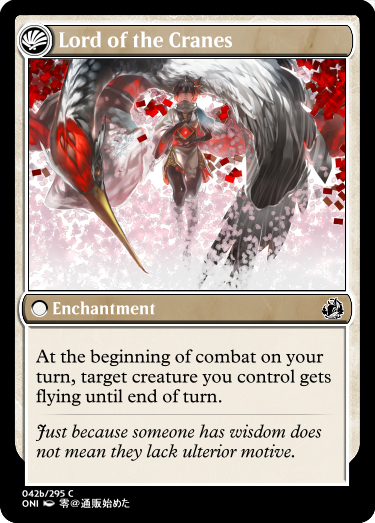 Lord of the Cranes
Enchantment
At the beginning of combat on your
turn, target creature you control gets
flying until end of turn.
Just because someone has wisdom does
not mean they lack ulterior motive.
042b/295 C
ONI 零@通販始めた